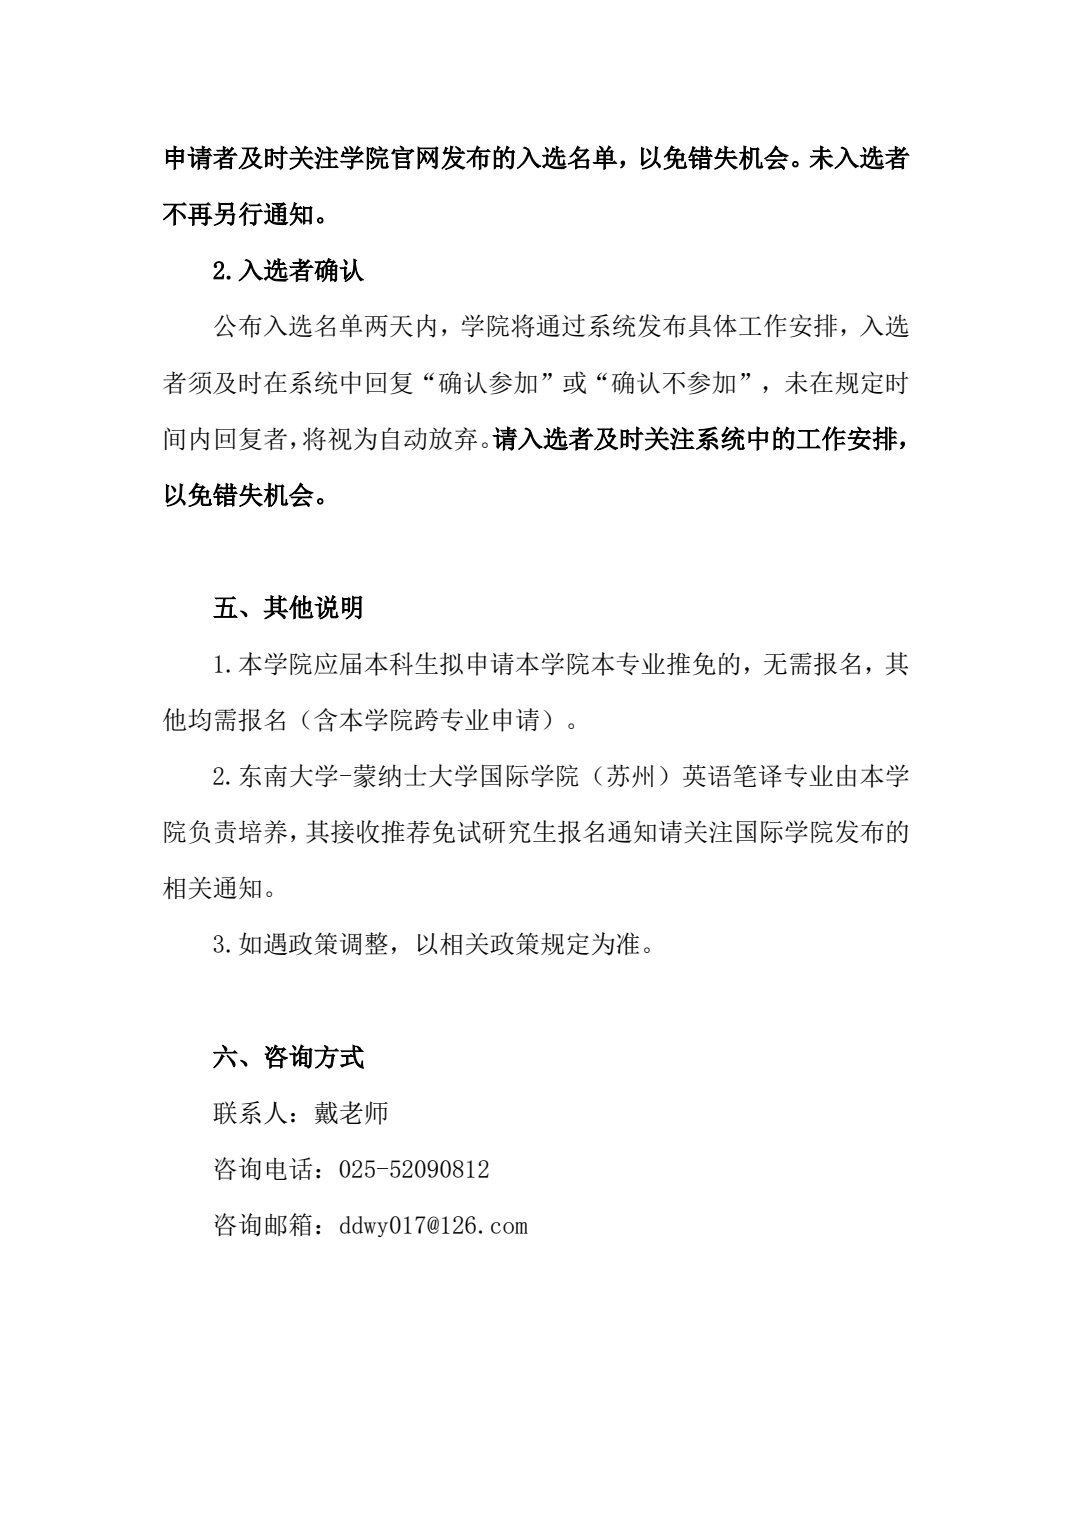 申请者及时关注学院官网发布的入选名单，以免错失机会。未入选者
不再另行通知。
2.入选者确认
公布入选名单两天内，学院将通过系统发布具体工作安排，入选
者须及时在系统中回复“确认参加”或“确认不参加”，未在规定时
间内回复者，将视为自动放弃。请入选者及时关注系统中的工作安排，
以免错失机会。
五、其他说明
1.本学院应届本科生拟申请本学院本专业推免的，无需报名，其
他均需报名（含本学院跨专业申请）。
2.东南大学-蒙纳士大学国际学院（苏州）英语笔译专业由本学
院负责培养，其接收推荐免试研究生报名通知请关注国际学院发布的
相关通知。
3.如遇政策调整，以相关政策规定为准。
六、咨询方式
联系人：戴老师
咨询电话：025-52090812
咨询邮箱：ddwy017@126.com